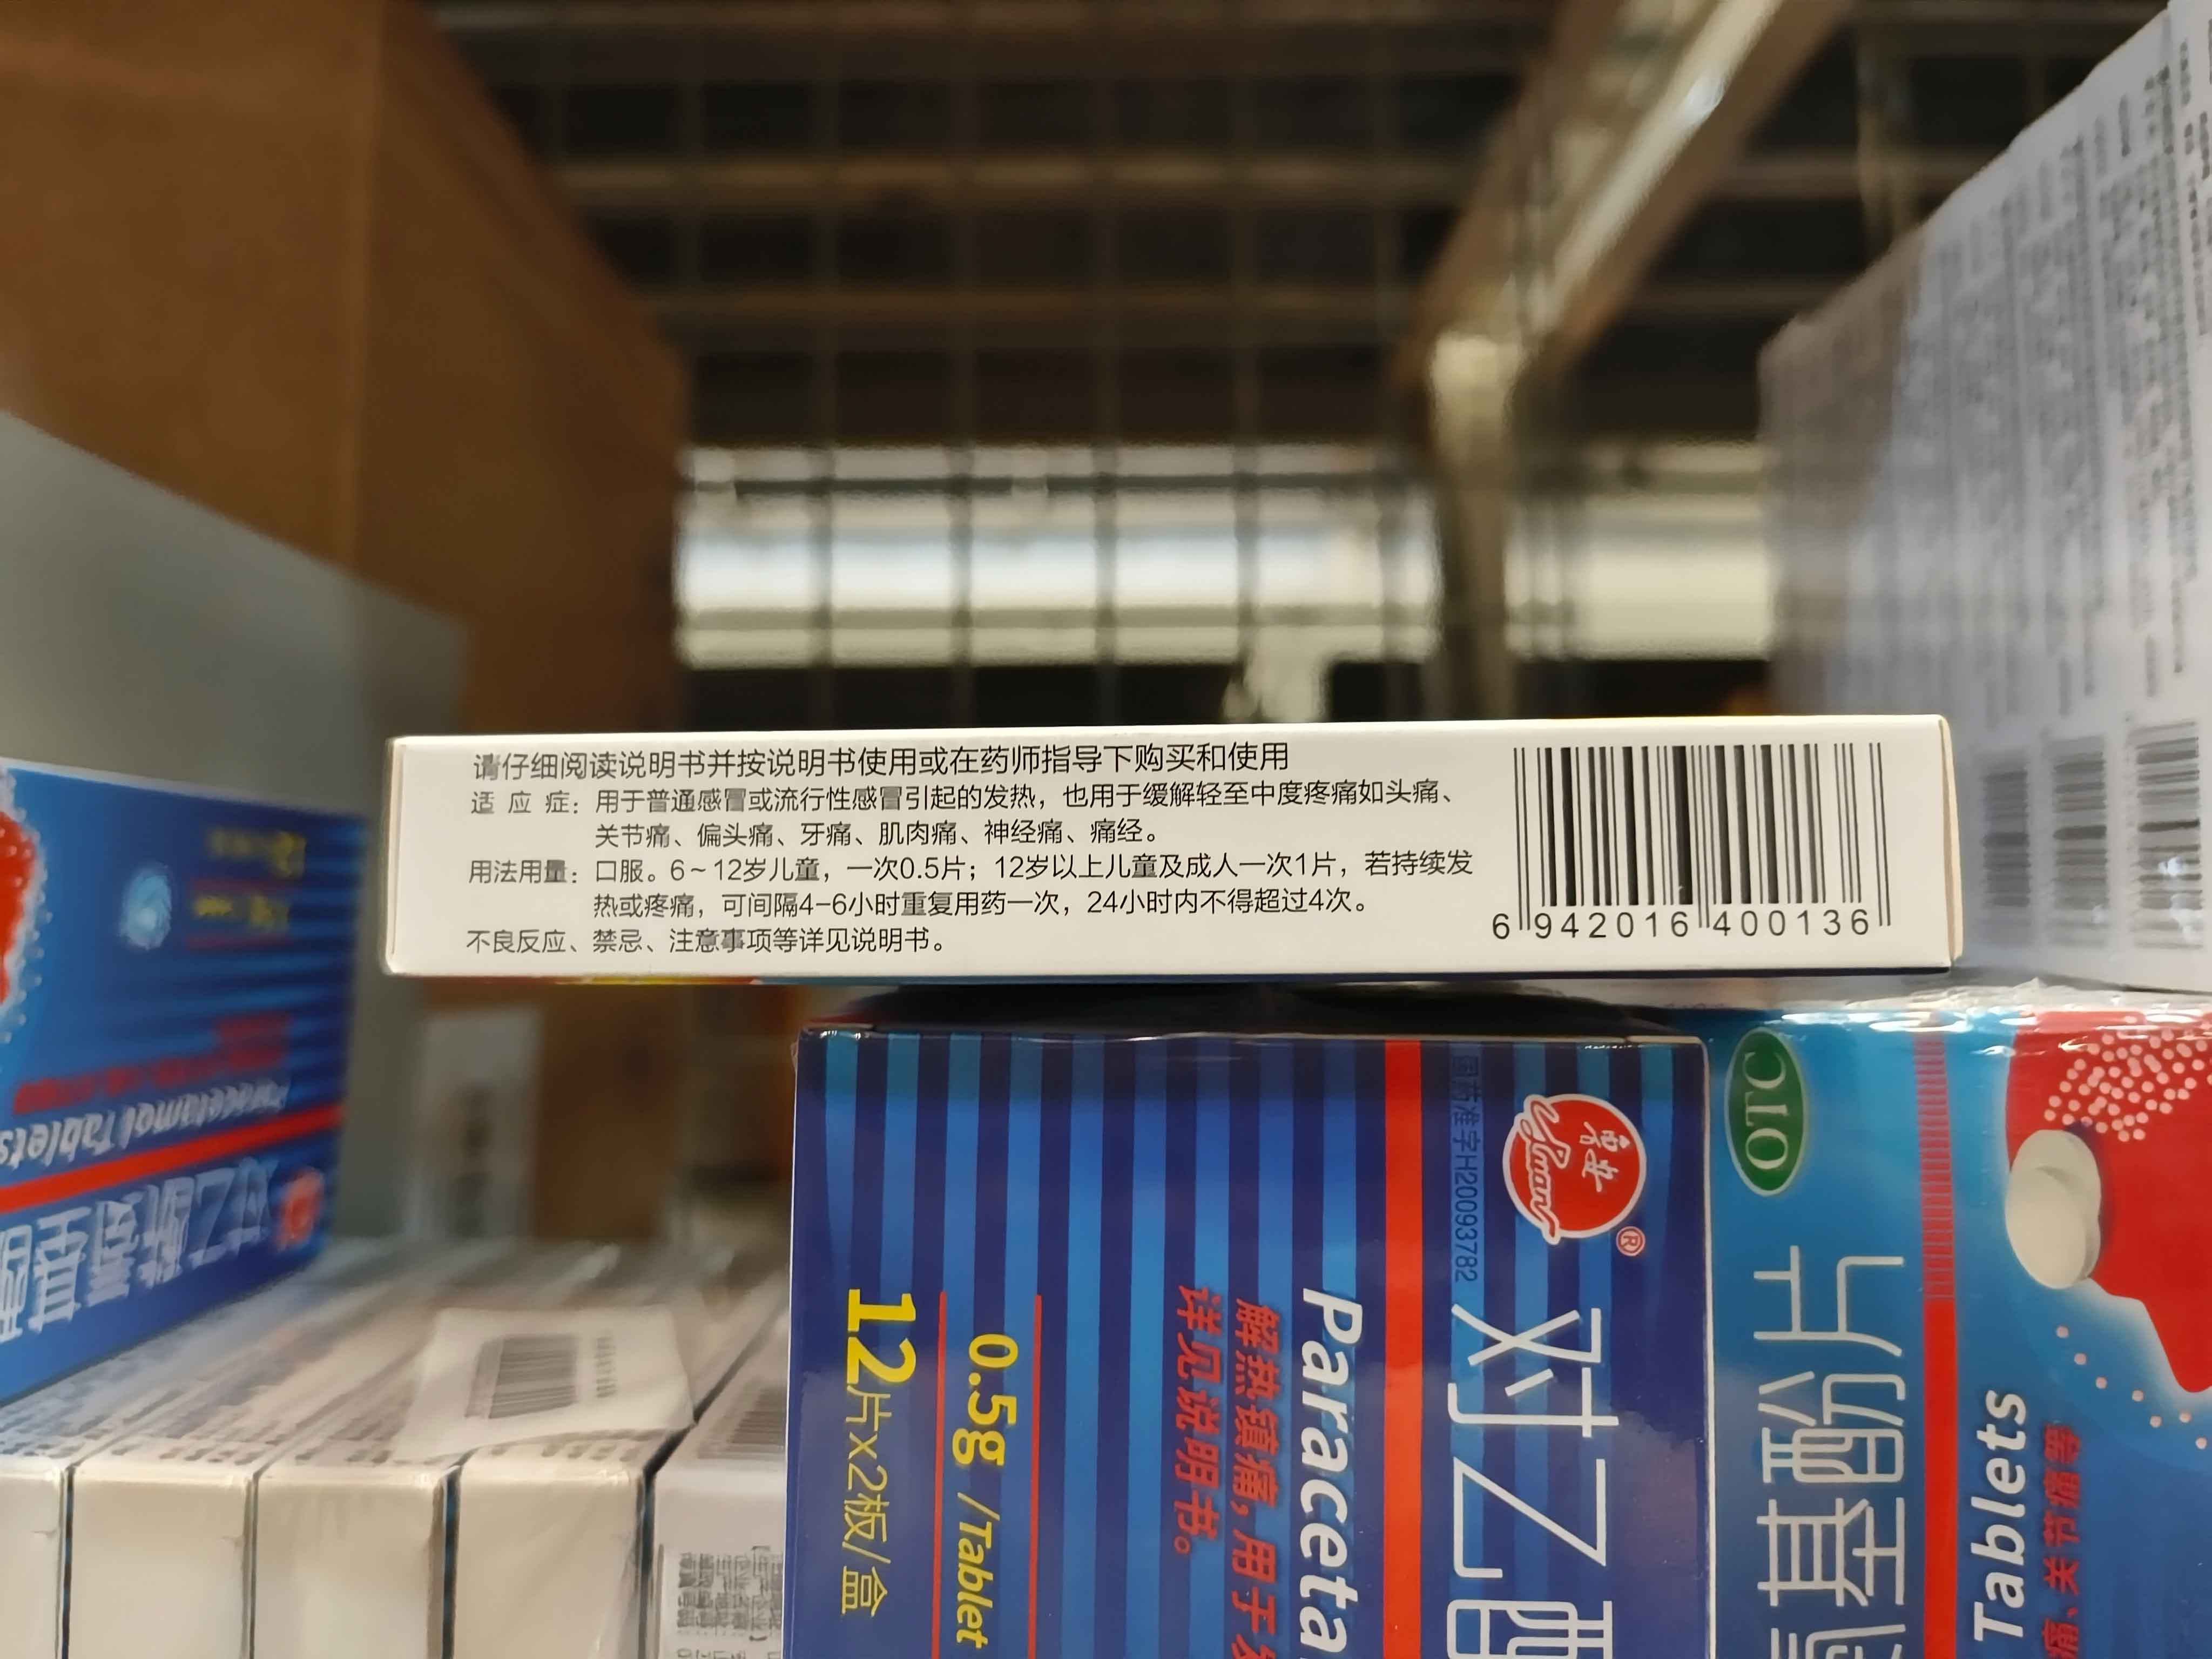 请仔细阅读说明书并按说明书使用或在药师指导下购买和使用
适应症：用于普通感冒或流行性感冒引起的发热，也用于缓解轻至中度疼痛如头痛、
关节痛、偏头痛、牙痛、肌肉痛、神经痛、痛经。
用法用量：口服。6～12岁儿童，一次0.5片；12岁以上儿童及成人一次1片，若持续发
热或疼痛，可间隔4-6小时重复用药一次，24小时内不得超过4次。
不良反应、禁忌、注意事项等详见说明书。
6 942016 400136
国药准字H20093782
Yiman
®
对乙酰
Paraceta
解热镇痛，用于发
详见说明书。
0.5g /Tablet
12片x2板/盒
OTC
氨基酚片
Tablets
痛、关节痛等
Paracetamol Tablets
对乙酰氨基酚